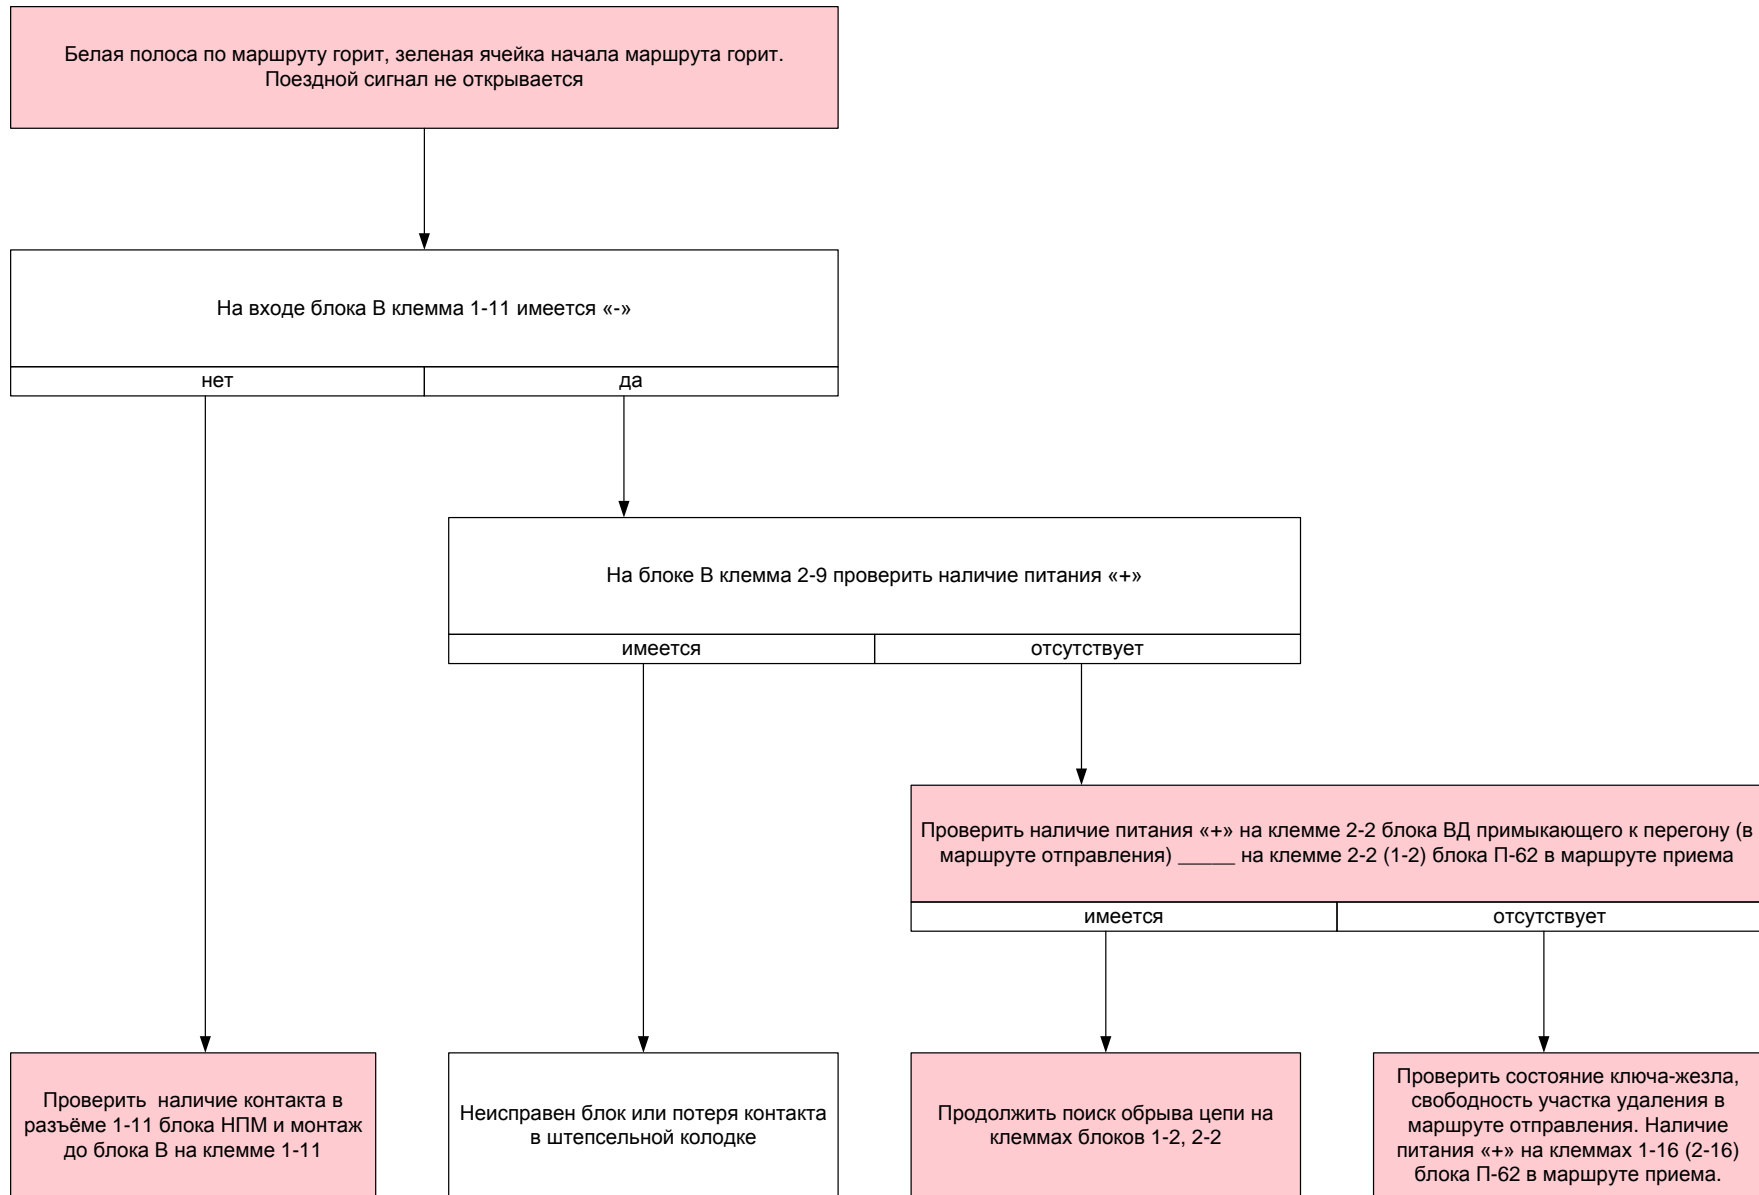 Белая полоса по маршруту горит, зеленая ячейка начала маршрута горит.
Поездной сигнал не открывается
На входе блока В клемма 1-11 имеется «-»
нет
да
На блоке В клемма 2-9 проверить наличие питания «+»
имеется
отсутствует
Проверить наличие питания «+» на клемме 2-2 блока ВД примыкающего к перегону (в
маршруте отправления) _____ на клемме 2-2 (1-2) блока П-62 в маршруте приема
имеется
отсутствует
Проверить наличие контакта в
разъёме 1-11 блока НПМ и монтаж
до блока В на клемме 1-11
Неисправен блок или потеря контакта
в штепсельной колодке
Продолжить поиск обрыва цепи на
клеммах блоков 1-2, 2-2
Проверить состояние ключа-жезла,
свободность участка удаления в
маршруте отправления. Наличие
питания «+» на клеммах 1-16 (2-16)
блока П-62 в маршруте приема.